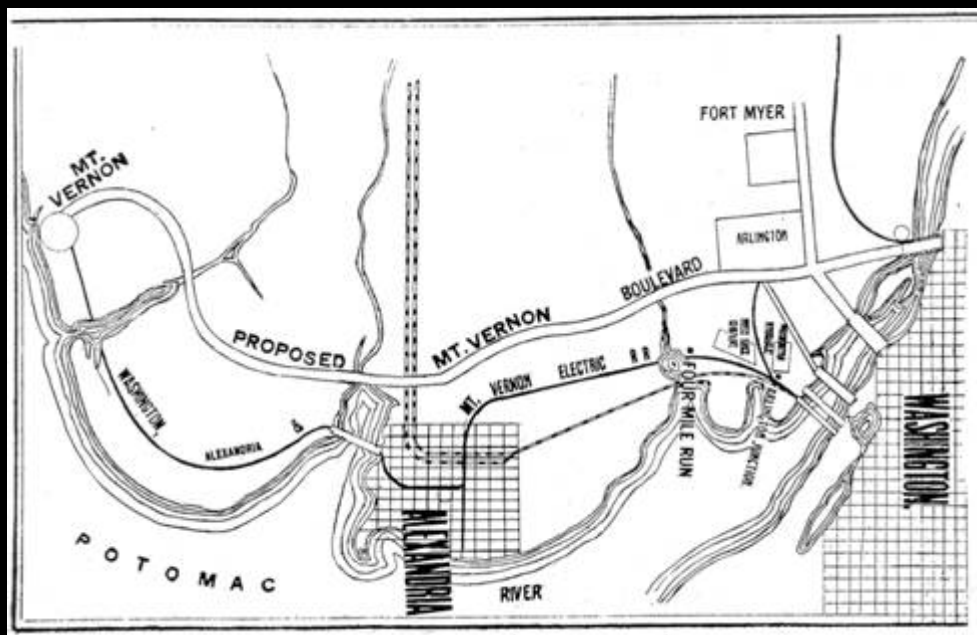 FORT MYER
MT.
VERNON
ARLINGTON
BOULEVARD
MT. VERNON
PROPOSED
MT. VERNON ELECTRIC R R
FOUR MILE RUN
JUNCTURE
WASHINGTON,
ALEXANDRIA &
WASHINGTON.
ALEXANDRIA
POTOMAC
RIVER